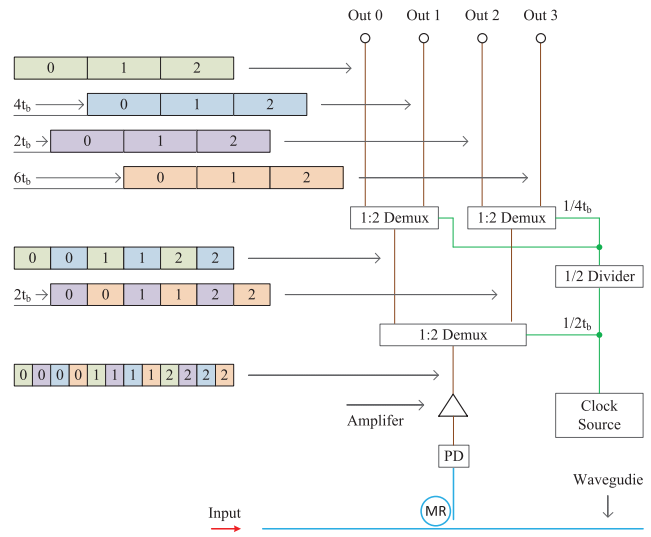 Out 0 Out 1 Out 2 Out 3
0 1 2
4tb 0 1 2
2tb 0 1 2
6tb 0 1 2
1:2 Demux 1:2 Demux 1/4tb
0 0 1 1 2 2
1/2 Divider
2tb 0 0 1 1 2 2
1/2tb
1:2 Demux
0 0 0 0 1 1 1 1 2 2 2 2
Amplifer
Clock
Source
PD
Wavegudie
MR
Input